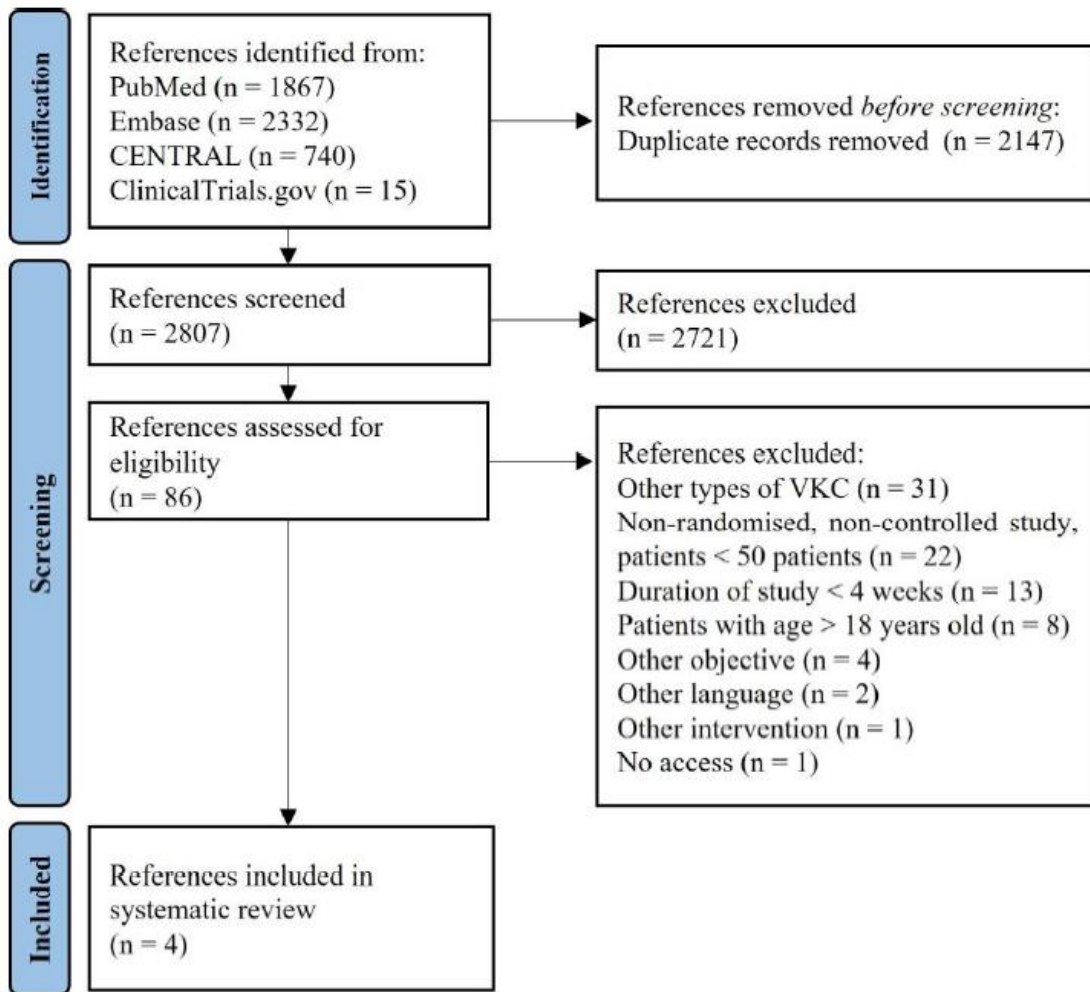 Identification
References identified from:
PubMed (n = 1867)
Embase (n = 2332)
CENTRAL (n = 740)
ClinicalTrials.gov (n = 15)
References removed before screening:
Duplicate records removed (n = 2147)
Screening
References screened
(n = 2807)
References excluded
(n = 2721)
References assessed for
eligibility
(n = 86)
References excluded:
Other types of VKC (n = 31)
Non-randomised, non-controlled study,
patients < 50 patients (n = 22)
Duration of study < 4 weeks (n = 13)
Patients with age > 18 years old (n = 8)
Other objective (n = 4)
Other language (n = 2)
Other intervention (n = 1)
No access (n = 1)
Included
References included in
systematic review
(n = 4)